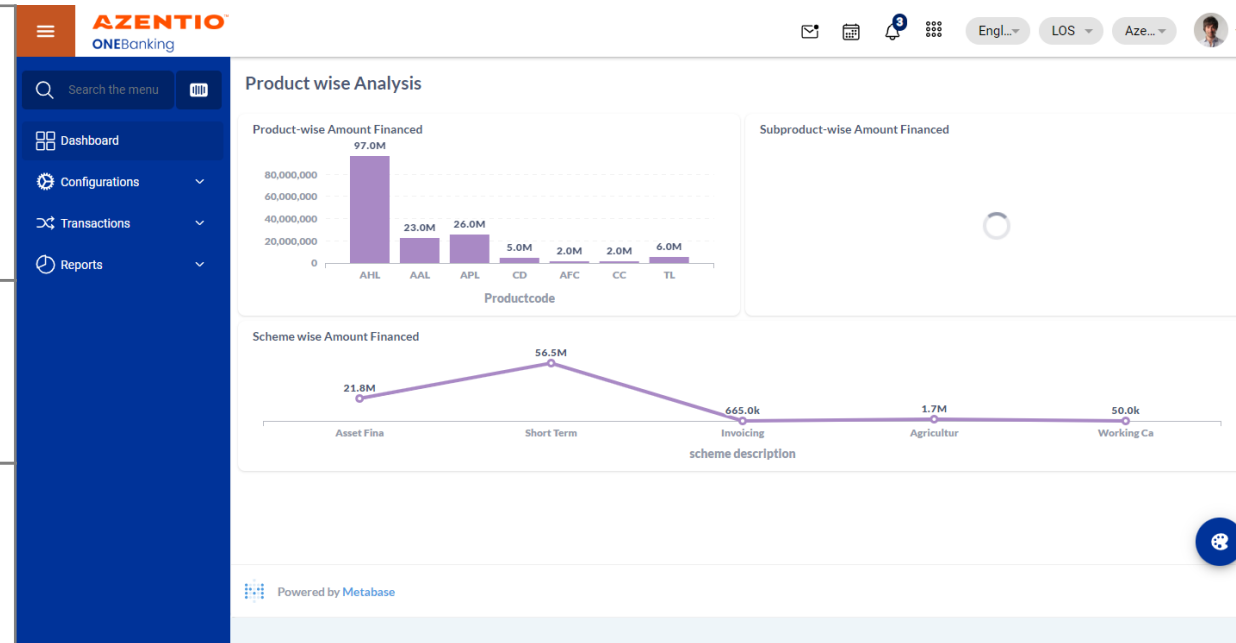 AZENTIO™
ONEBanking
3
Engl...
LOS
Aze...
Search the menu
Dashboard
Configurations
Transactions
Reports
Product wise Analysis
Product-wise Amount Financed
97.0M
80,000,000
60,000,000
40,000,000
20,000,000
0
23.0M
26.0M
5.0M
2.0M
2.0M
6.0M
AHL AAL APL CD AFC CC TL
Productcode
Subproduct-wise Amount Financed
Scheme wise Amount Financed
21.8M
56.5M
665.0k
1.7M
50.0k
Asset Fina Short Term Invoicing Agricultur Working Ca
scheme description
Powered by Metabase